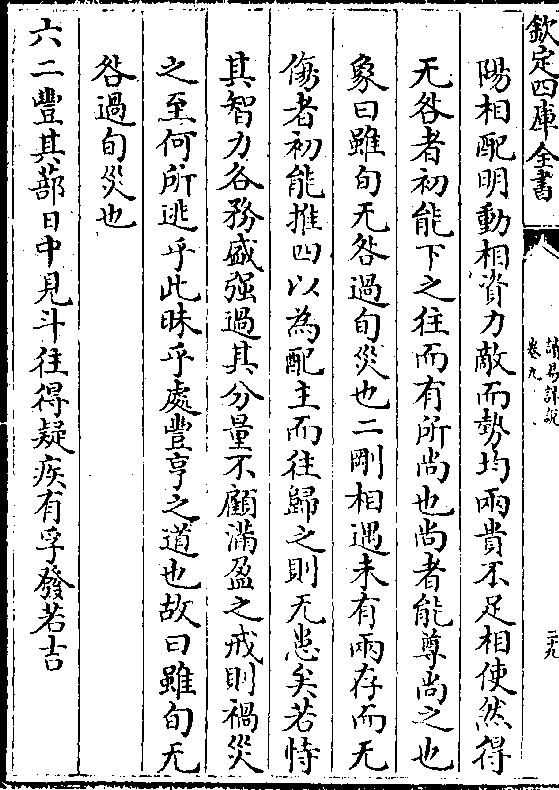 欽定四庫全書
讀易詳說
卷九
二十九
陽相配明動相資力敵而勢均兩貴不足相使然得
无咎者初能下之往而有所尚也尚者能尊尚之也
象曰雖旬无咎過旬災也二剛相遇未有兩存而无
傷者初能推四以為配主而往歸之則无患矣若恃
其智力各務盛强過其分量不顧滿盈之戒則禍災
之至何所逃乎此昧乎處豐亨之道也故曰雖旬无
咎過旬災也
六二豐其蔀日中見斗往得疑疾有孚發若吉